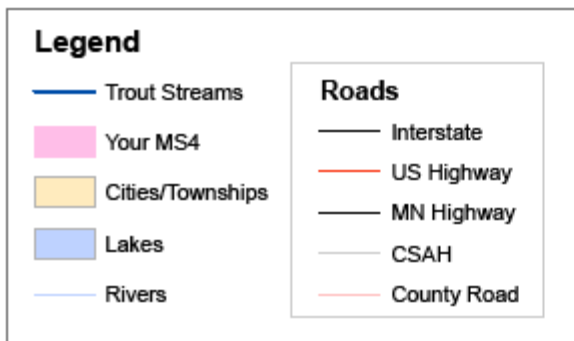 Legend
Trout Streams
Your MS4
Cities/Townships
Lakes
Rivers
Roads
Interstate
US Highway
MN Highway
CSAH
County Road